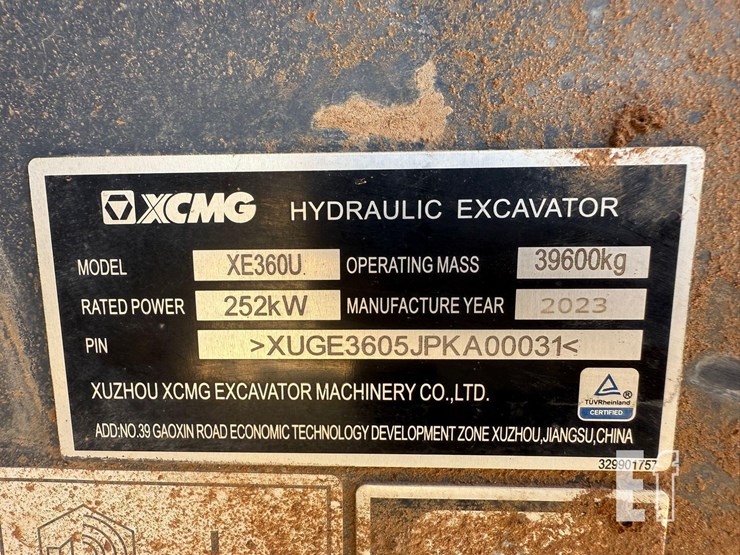 XCMG HYDRAULIC EXCAVATOR
MODEL XE360U OPERATING MASS 39600kg
RATED POWER 252kW MANUFACTURE YEAR 2023
PIN >XUGE3605JPKA00031<
XUZHOU XCMG EXCAVATOR MACHINERY CO.,LTD.
TÜVRheinland ®
CERTIFIED
ADD:NO.39 GAOXIN ROAD ECONOMIC TECHNOLOGY DEVELOPMENT ZONE XUZHOU,JIANGSU,CHINA
329901757